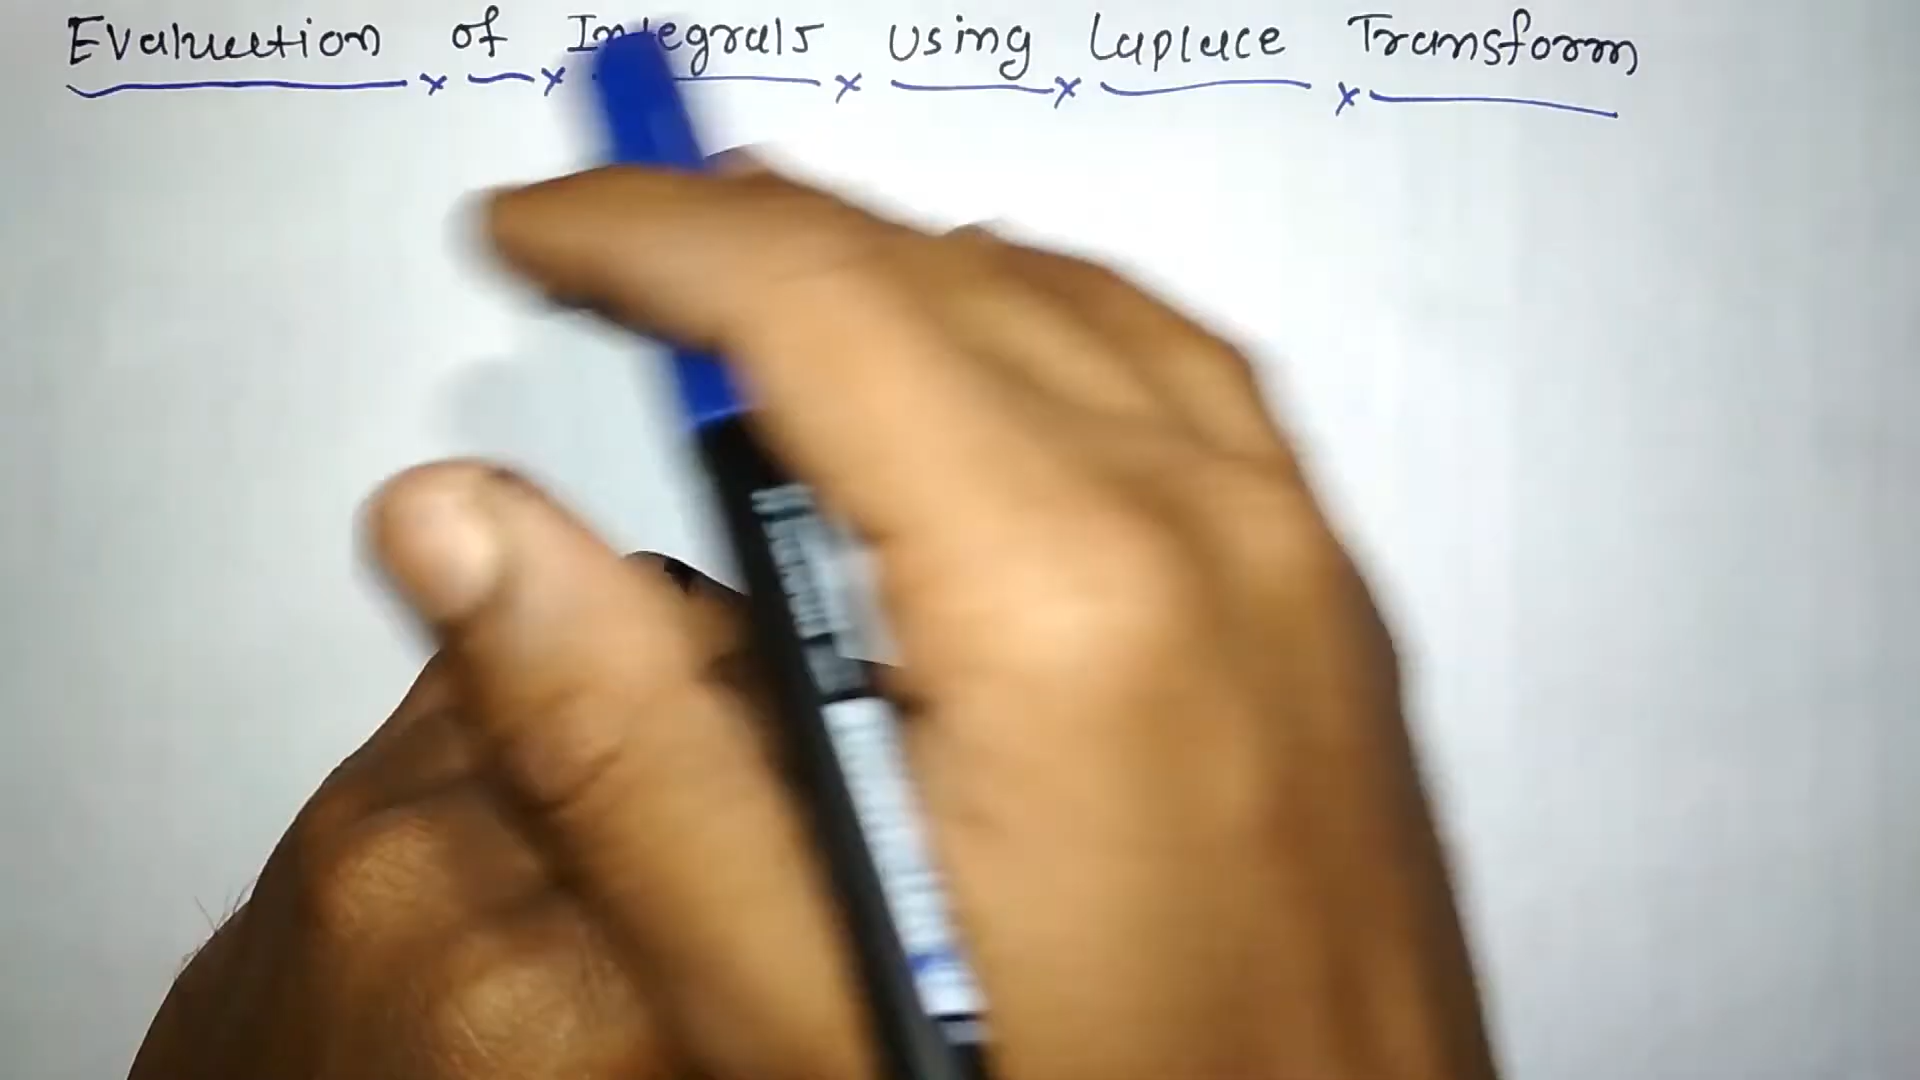 Evaluation of Integrals using Laplace Transform